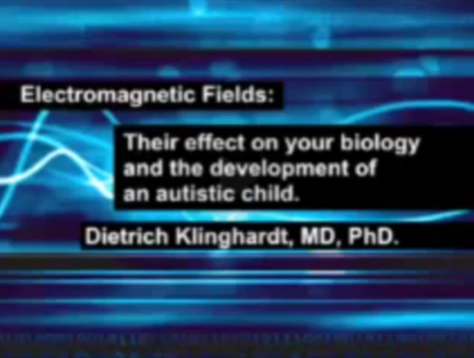 Electromagnetic Fields:
Their effect on your biology
and the development of
an autistic child.
Dietrich Klinghardt, MD, PhD.